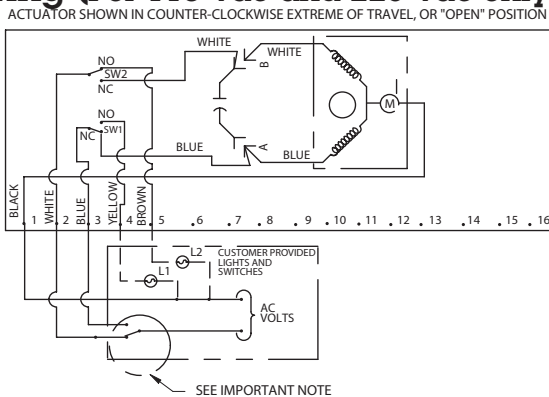 ACTUATOR SHOWN IN COUNTER-CLOCKWISE EXTREME OF TRAVEL, OR "OPEN" POSITION
WHITE
WHITE
NO
SW2
NC
B
M
NO
NC
SW1
BLUE
A
BLUE
BLACK
WHITE
BLUE
YELLOW
BROWN
1 2 3 4 .5 .6 .7 . 8 . 9 . 10 . 11 . 12 . 13 . 14 . 15 . 16
L2
CUSTOMER PROVIDED
LIGHTS AND
SWITCHES
L1
AC
VOLTS
SEE IMPORTANT NOTE